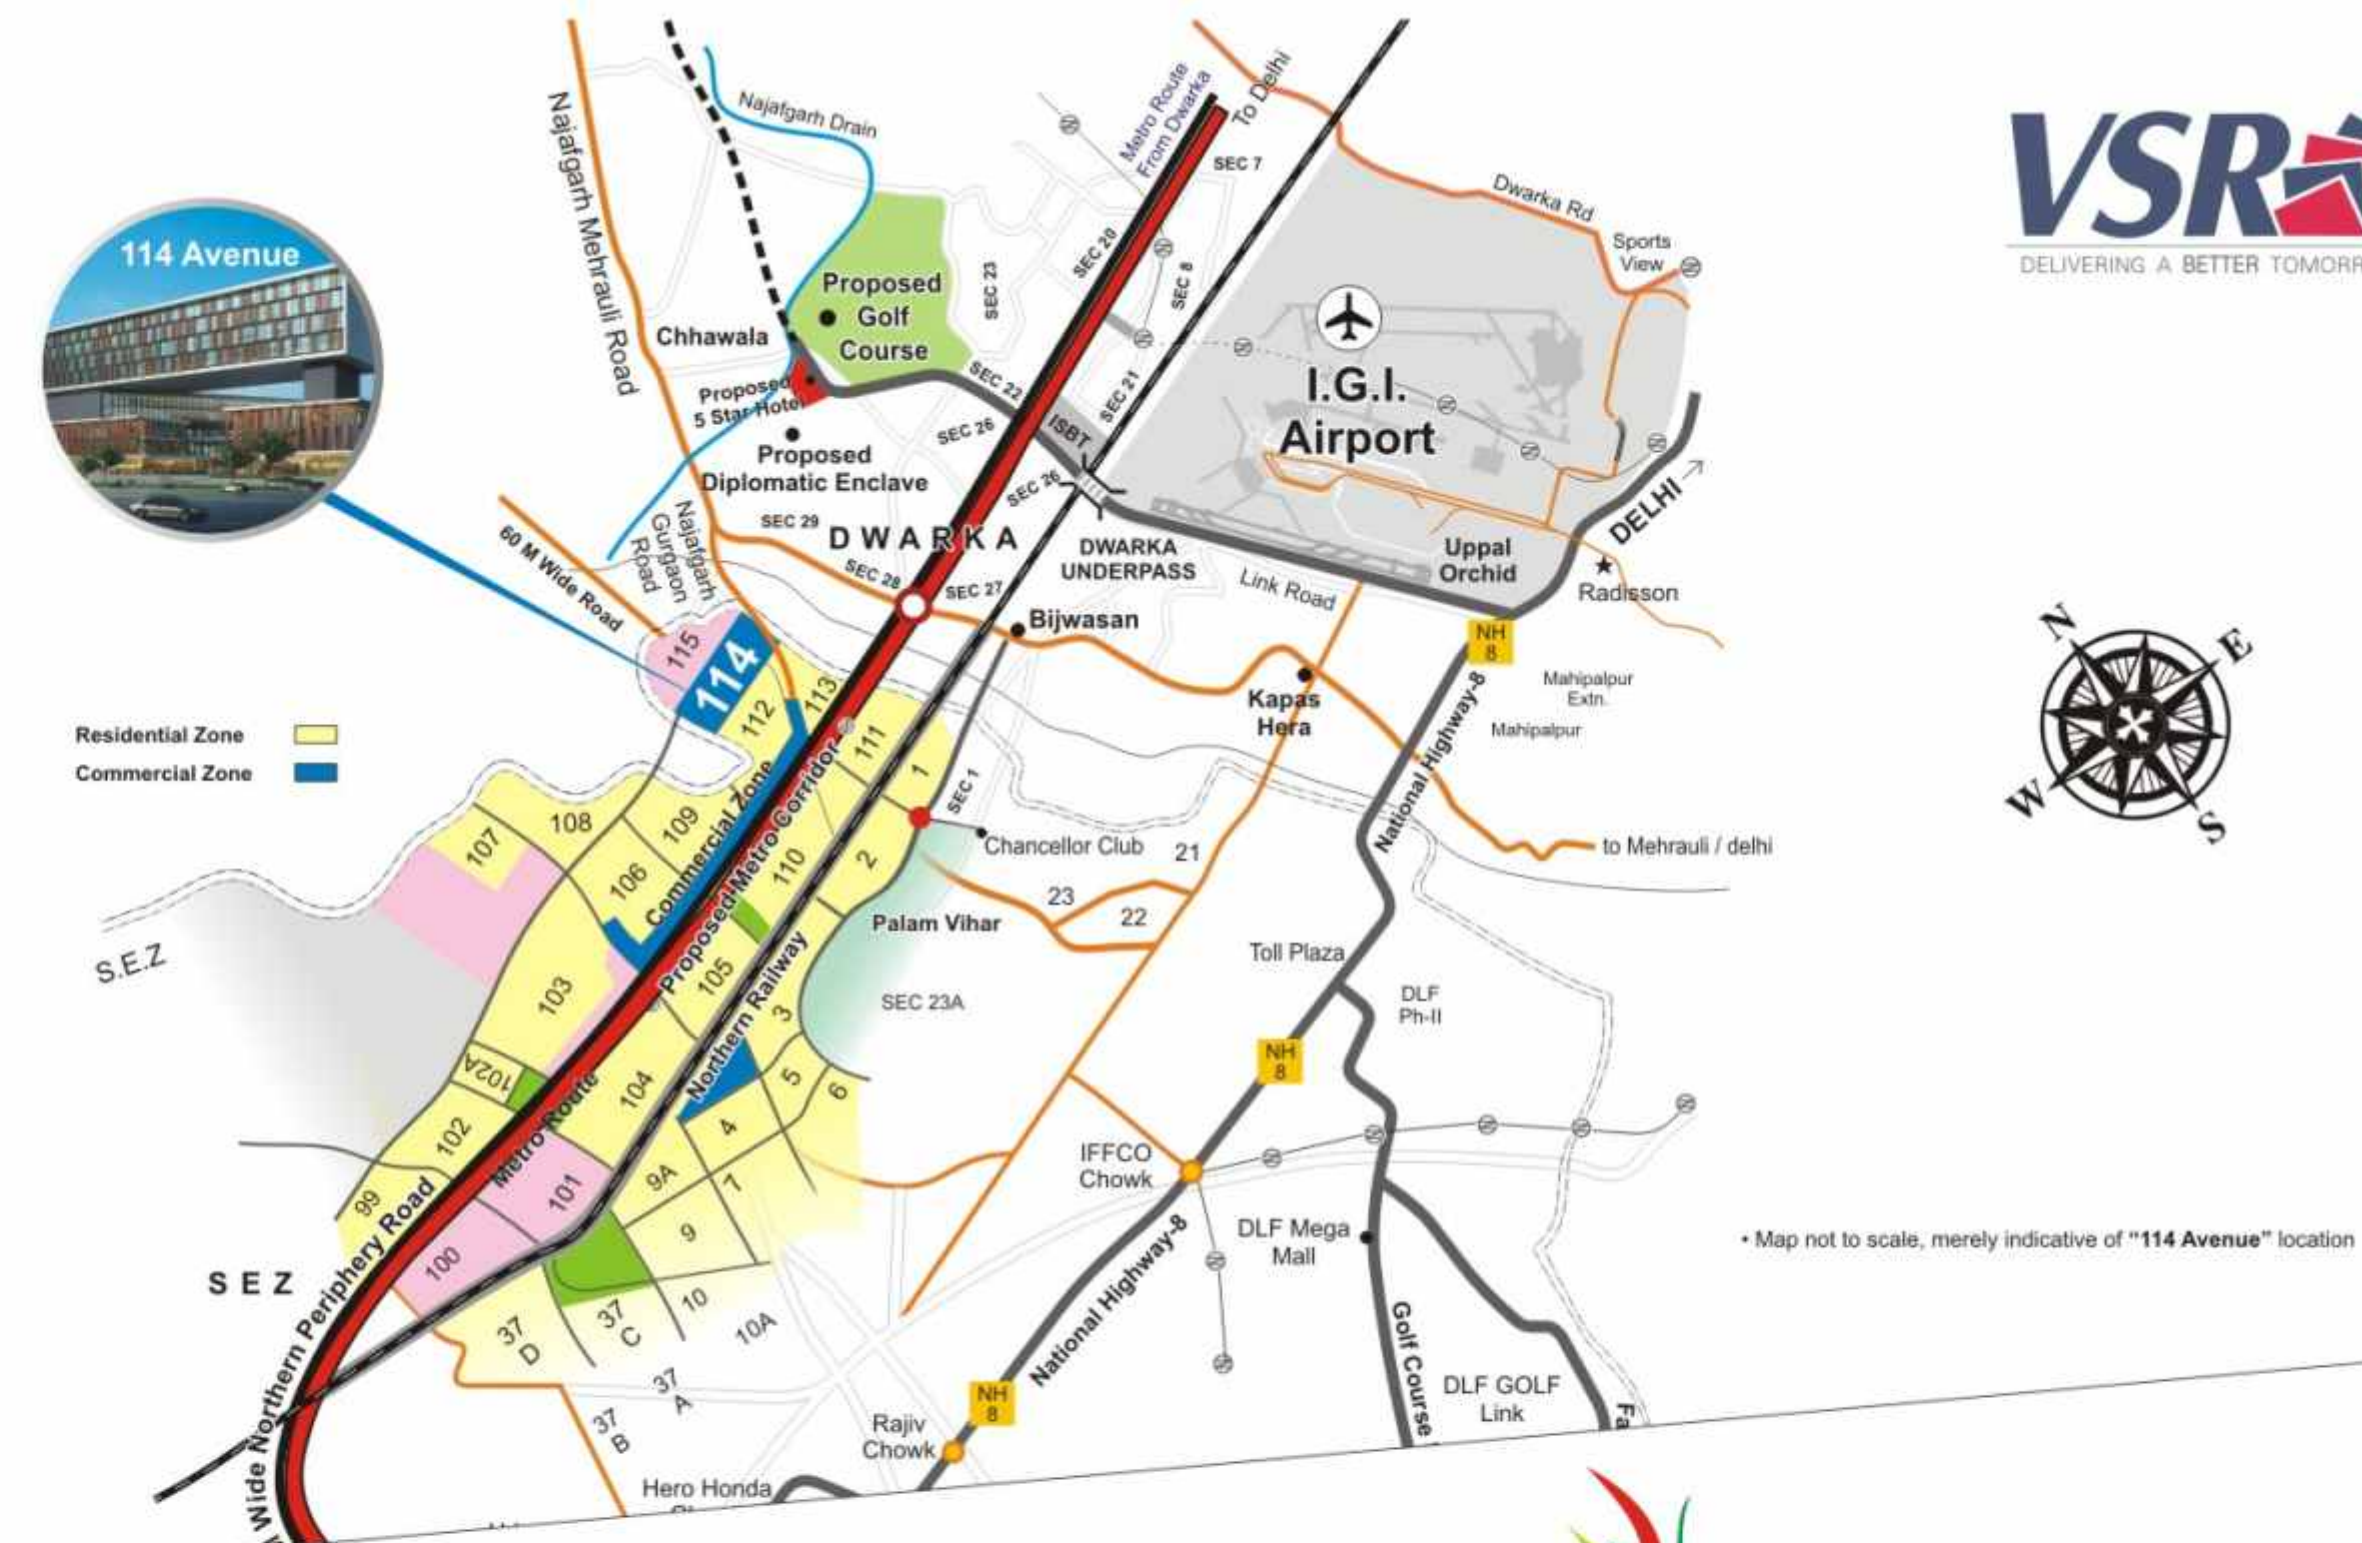 Najafgarh Drain
Najafgarh Mehrauli Road
Metro Route
From Dwarka
To Delhi
SEC 7
VSR
DELIVERING A BETTER
Dwarka Rd
Sports
View
114 Avenue
SEC 20
SEC 8
SEC 23
Proposed
Golf
Course
Chhawala
Proposed
5 Star Hotel
SEC 22
SEC 21
I.G.I.
Airport
ISBT
SEC 26
SEC 26
Proposed
Diplomatic Enclave
SEC 29
DWARKA
DWARKA
UNDERPASS
Uppal
Orchid
DELHI
Radisson
60 M Wide Road
Najafgarh
Gurgaon
Road
SEC 28
SEC 27
Link Road
Bijwasan
NH
8
N
E
W
S
115
114
113
112
111
1
Kapas
Hera
Mahipalpur
Extn.
Mahipalpur
National Highway-8
Residential Zone
Commercial Zone
SEC 1
Chancellor Club
to Mehrauli / delhi
108
109
107
106
110
2
Commercial Zone
Proposed Metro Corridor
21
23
22
Palam Vihar
Toll Plaza
S.E.Z
103
105
Northern Railway
3
SEC 23A
DLF
Ph-II
NH
8
102A
104
5
6
4
102
Metro Route
101
9A
7
IFFCO
Chowk
99
9
DLF Mega
Mall
• Map not to scale, merely indicative of "114 Avenue" location
100
SEZ
Wide Northern Periphery Road
37
D
37
C
10
10A
National Highway-8
37
A
37
B
Golf Course
DLF GOLF
Link
NH
8
Rajiv
Chowk
Fa
Hero Honda